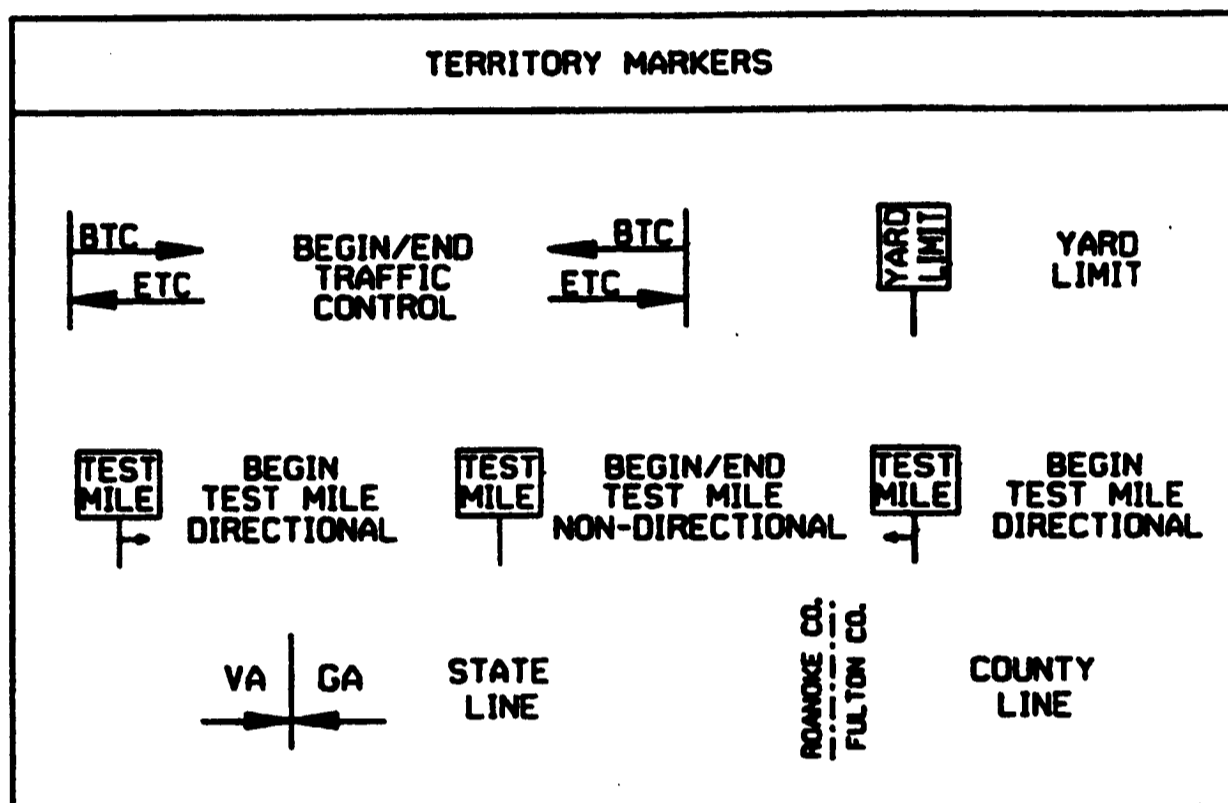 TERRITORY MARKERS
BTC
ETC
BEGIN/END
TRAFFIC
CONTROL
BTC
ETC
YARD
LIMIT
YARD
LIMIT
TEST
MILE
BEGIN
TEST MILE
DIRECTIONAL
TEST
MILE
BEGIN/END
TEST MILE
NON-DIRECTIONAL
TEST
MILE
BEGIN
TEST MILE
DIRECTIONAL
VA GA
STATE
LINE
ROANOKE CO.
FULTON CO.
COUNTY
LINE